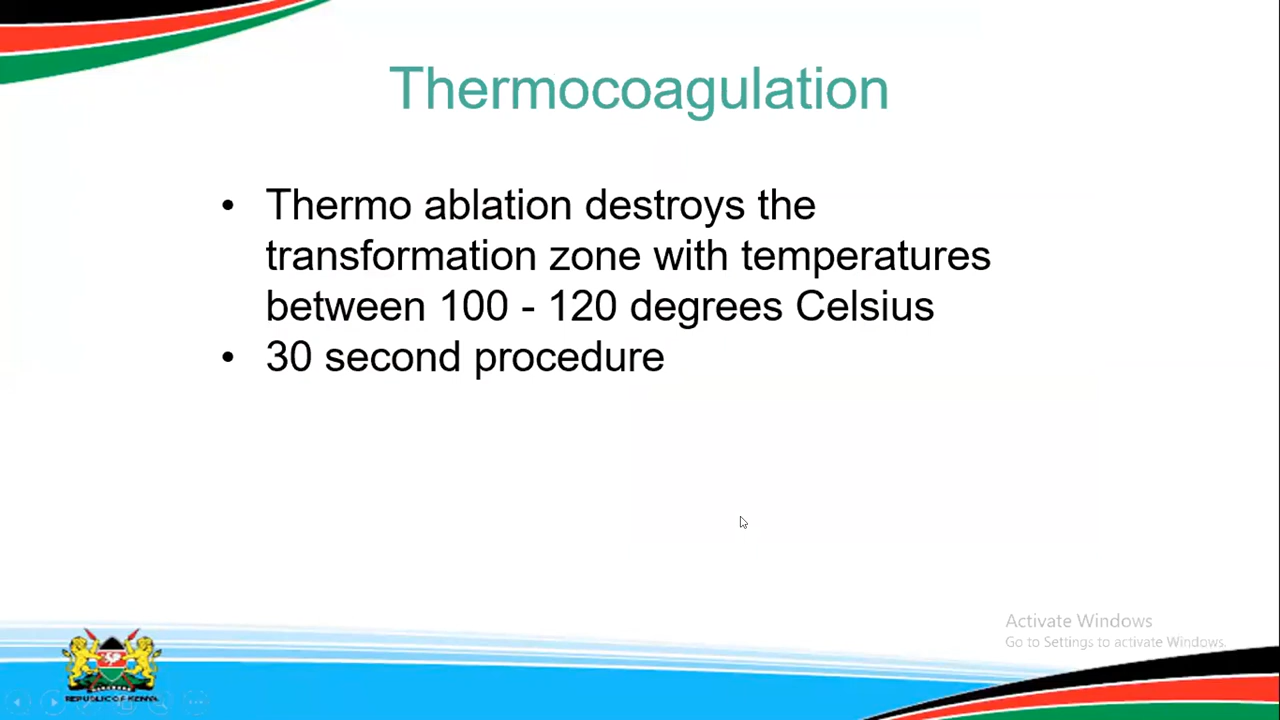 Thermocoagulation
• Thermo ablation destroys the
transformation zone with temperatures
between 100 - 120 degrees Celsius
• 30 second procedure
Activate Windows
Go to Settings to activate Windows.
REPUBLIC OF KENYA